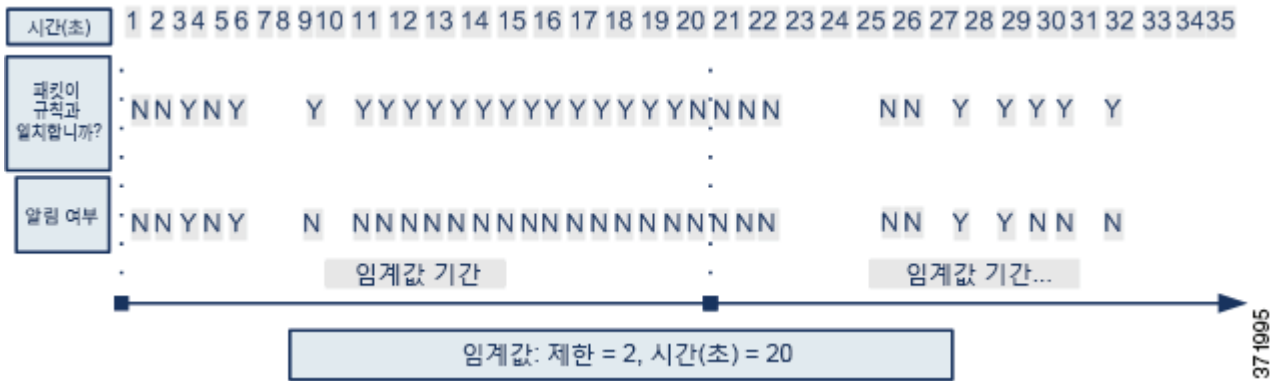 시간(초) 1 2 3 4 5 6 7 8 9 10 11 12 13 14 15 16 17 18 19 20 21 22 23 24 25 26 27 28 29 30 31 32 33 34 35
패킷이
규칙과
일치합니까?
N N Y N Y Y Y Y Y Y Y Y Y Y Y Y Y Y Y Y N N N N N N Y Y Y Y Y
알림 여부 N N Y N Y N N N N N N N N N N N N N N N N N N N N N Y Y N N N
임계값 기간 임계값 기간...
임계값: 제한 = 2, 시간(초) = 20
371995